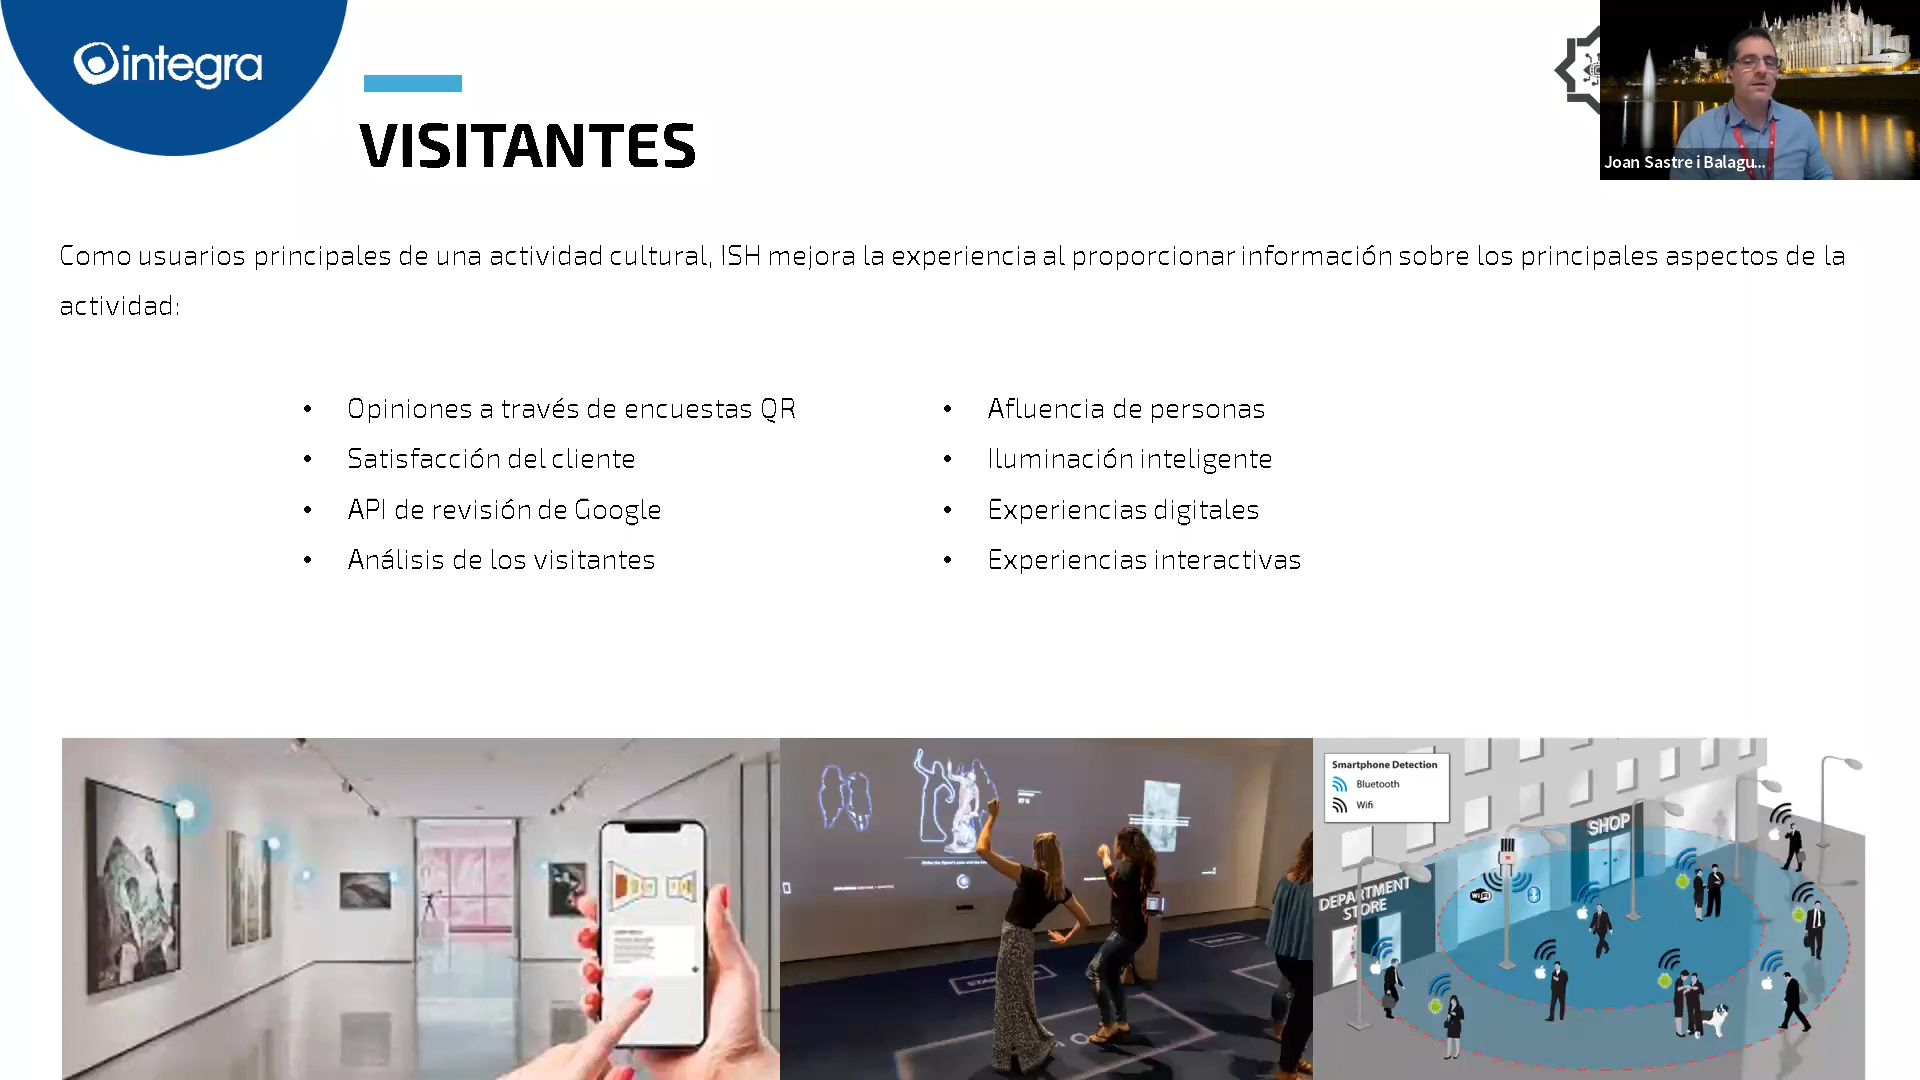 integra
VISITANTES
Joan Sastre i Balagu...
Como usuarios principales de una actividad cultural, ISH mejora la experiencia al proporcionar información sobre los principales aspectos de la
actividad:
• Opiniones a través de encuestas QR
• Satisfacción del cliente
• API de revisión de Google
• Análisis de los visitantes
• Afluencia de personas
• Iluminación inteligente
• Experiencias digitales
• Experiencias interactivas
Smartphone Detection
Bluetooth
Wifi
SHOP
DEPARTMENT
STORE
WiFi